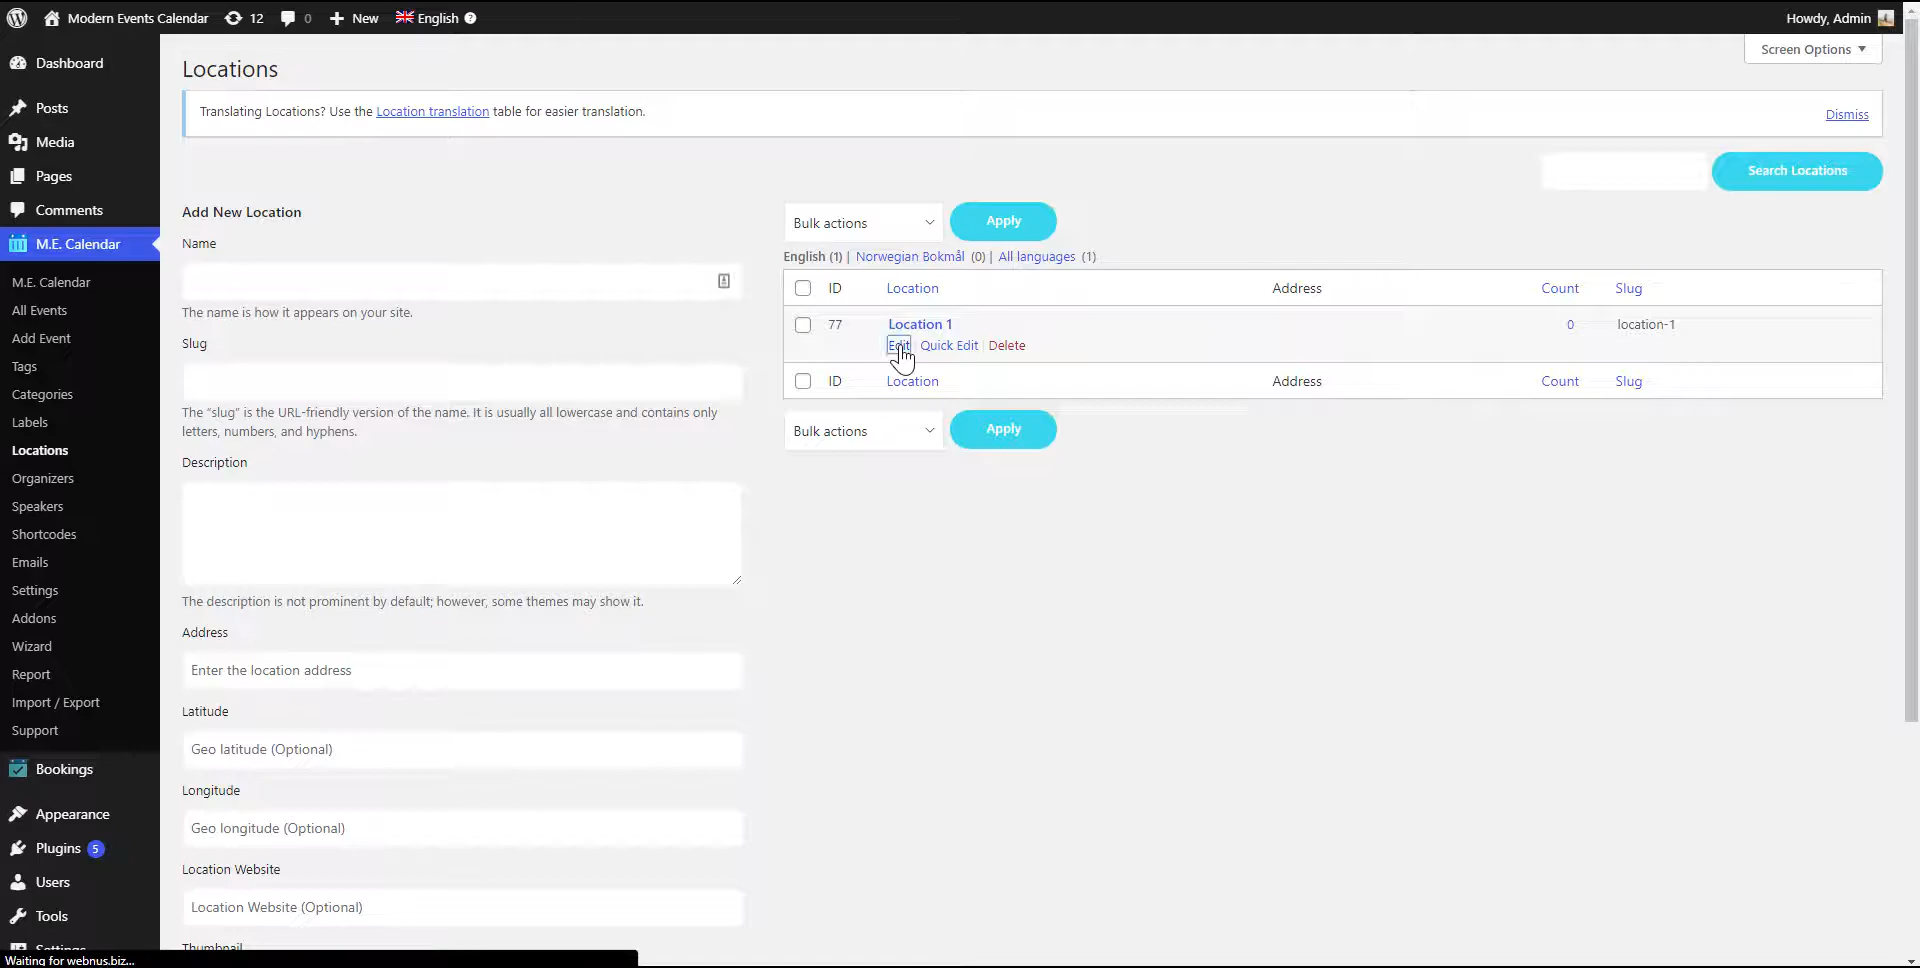 Modern Events Calendar 12 0 New English
Howdy, Admin
Dashboard
Posts
Media
Pages
Comments
M.E. Calendar
M.E. Calendar
All Events
Add Event
Tags
Categories
Labels
Locations
Organizers
Speakers
Shortcodes
Emails
Settings
Addons
Wizard
Report
Import / Export
Support
Bookings
Appearance
Plugins 5
Users
Tools
Settings
Waiting for webnus.biz...
Screen Options
Locations
Translating Locations? Use the Location translation table for easier translation.
Dismiss
Search Locations
Add New Location
Name
The name is how it appears on your site.
Slug
The “slug” is the URL-friendly version of the name. It is usually all lowercase and contains only
letters, numbers, and hyphens.
Description
The description is not prominent by default; however, some themes may show it.
Address
Enter the location address
Latitude
Geo latitude (Optional)
Longitude
Geo longitude (Optional)
Location Website
Location Website (Optional)
Thumbnail
Bulk actions Apply
English (1) | Norwegian Bokmål (0) | All languages (1)
ID Location Address Count Slug
77 Location 1 0 location-1
Edit | Quick Edit | Delete
ID Location Address Count Slug
Bulk actions Apply